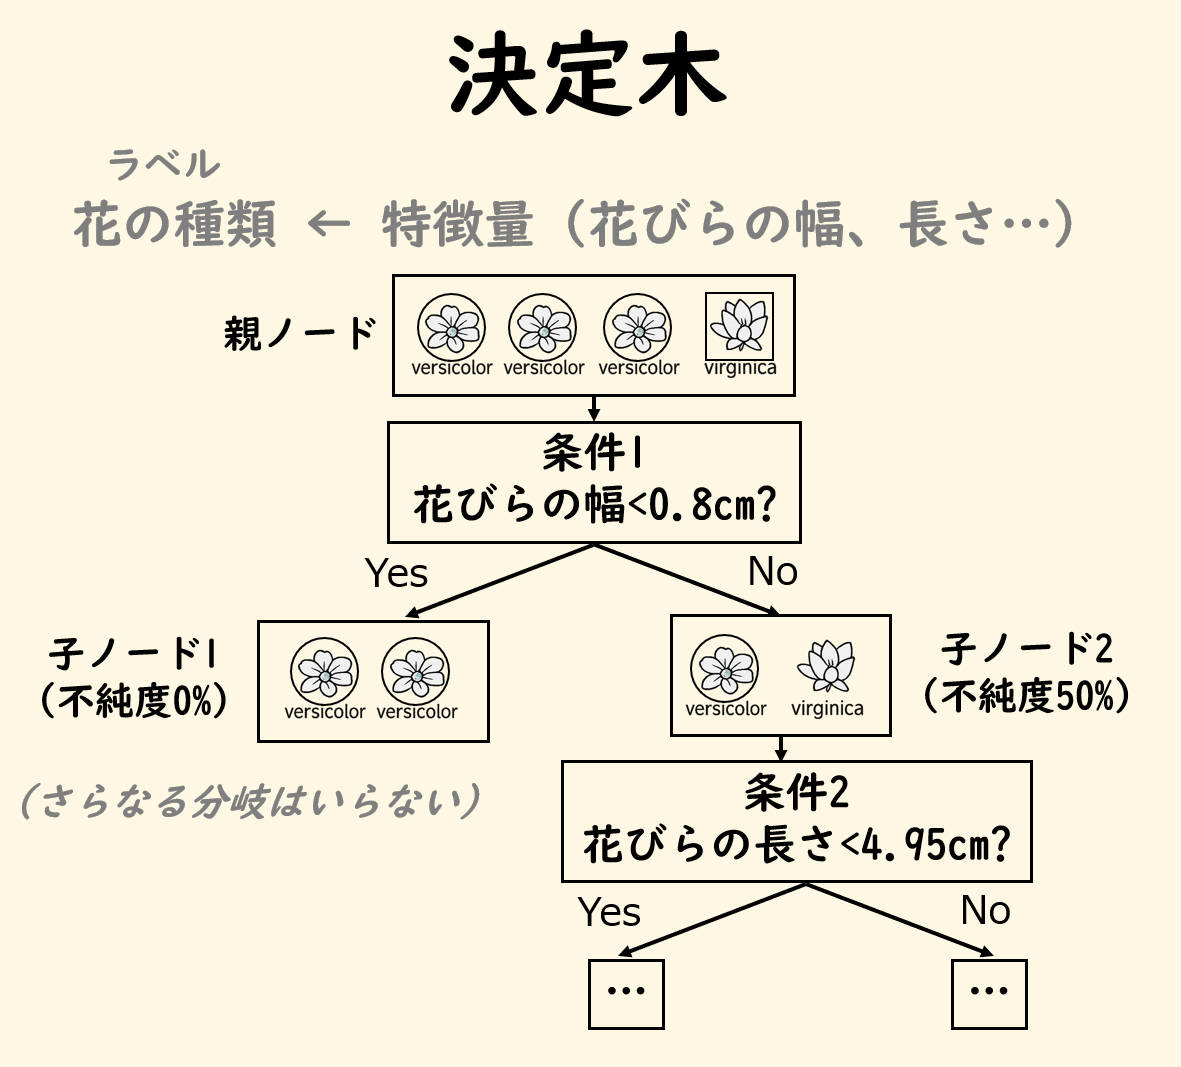 決定木
ラベル
花の種類 ← 特徴量（花びらの幅、長さ…）
親ノード
versicolor versicolor versicolor virginica
条件1
花びらの幅<0.8cm?
Yes
No
子ノード1
(不純度0%)
versicolor versicolor
versicolor virginica
子ノード2
(不純度50%)
(さらなる分岐はいらない)
条件2
花びらの長さ<4.95cm?
Yes
No
…
…